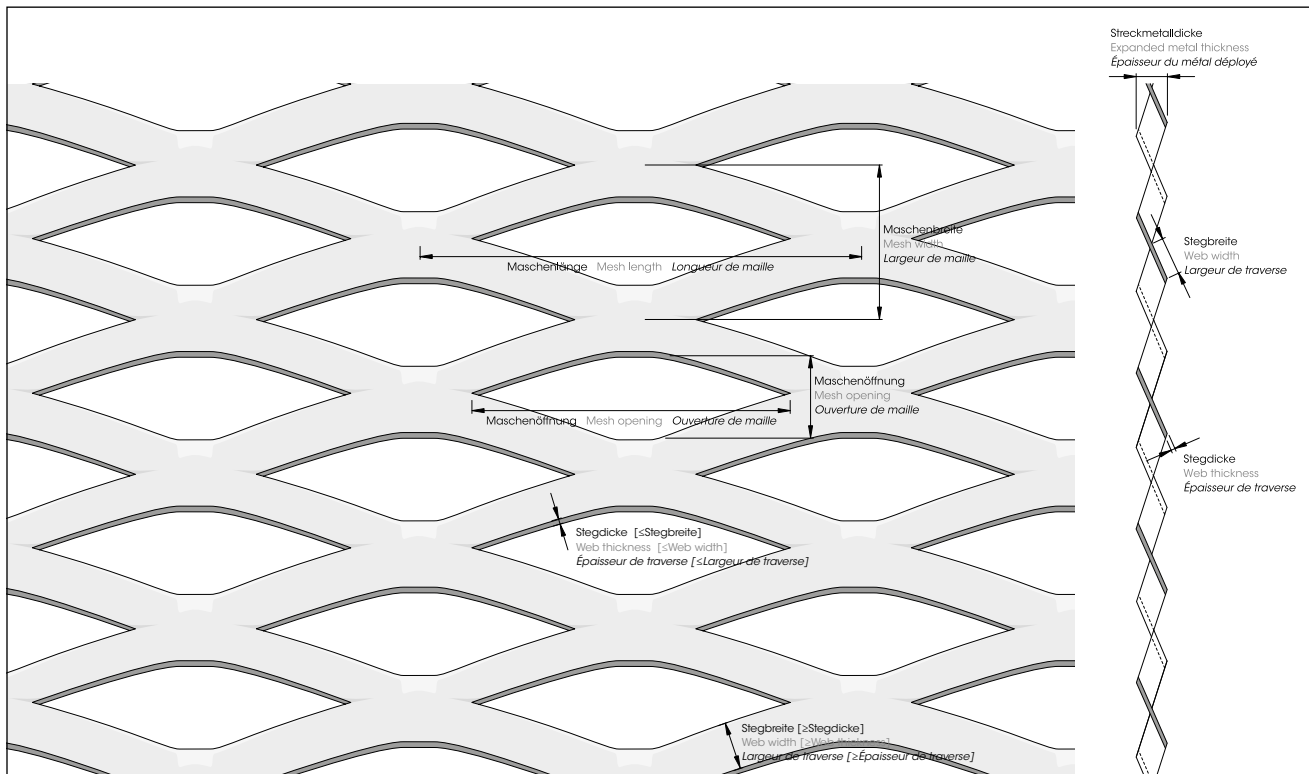 Streckmetalldicke
Expanded metal thickness
Épaisseur du métal déployé
Maschenbreite
Mesh width
Largeur de maille
Maschenlänge Mesh length Longueur de maille
Stegbreite
Web width
Largeur de traverse
Maschenöffnung
Mesh opening
Ouverture de maille
Maschenöffnung Mesh opening Ouverture de maille
Stegdicke
Web thickness
Épaisseur de traverse
Stegdicke [≤Stegbreite]
Web thickness [≤Web width]
Épaisseur de traverse [≤Largeur de traverse]
Stegbreite [≥Stegdicke]
Web width [≥Web thickness]
Largeur de traverse [≥Épaisseur de traverse]